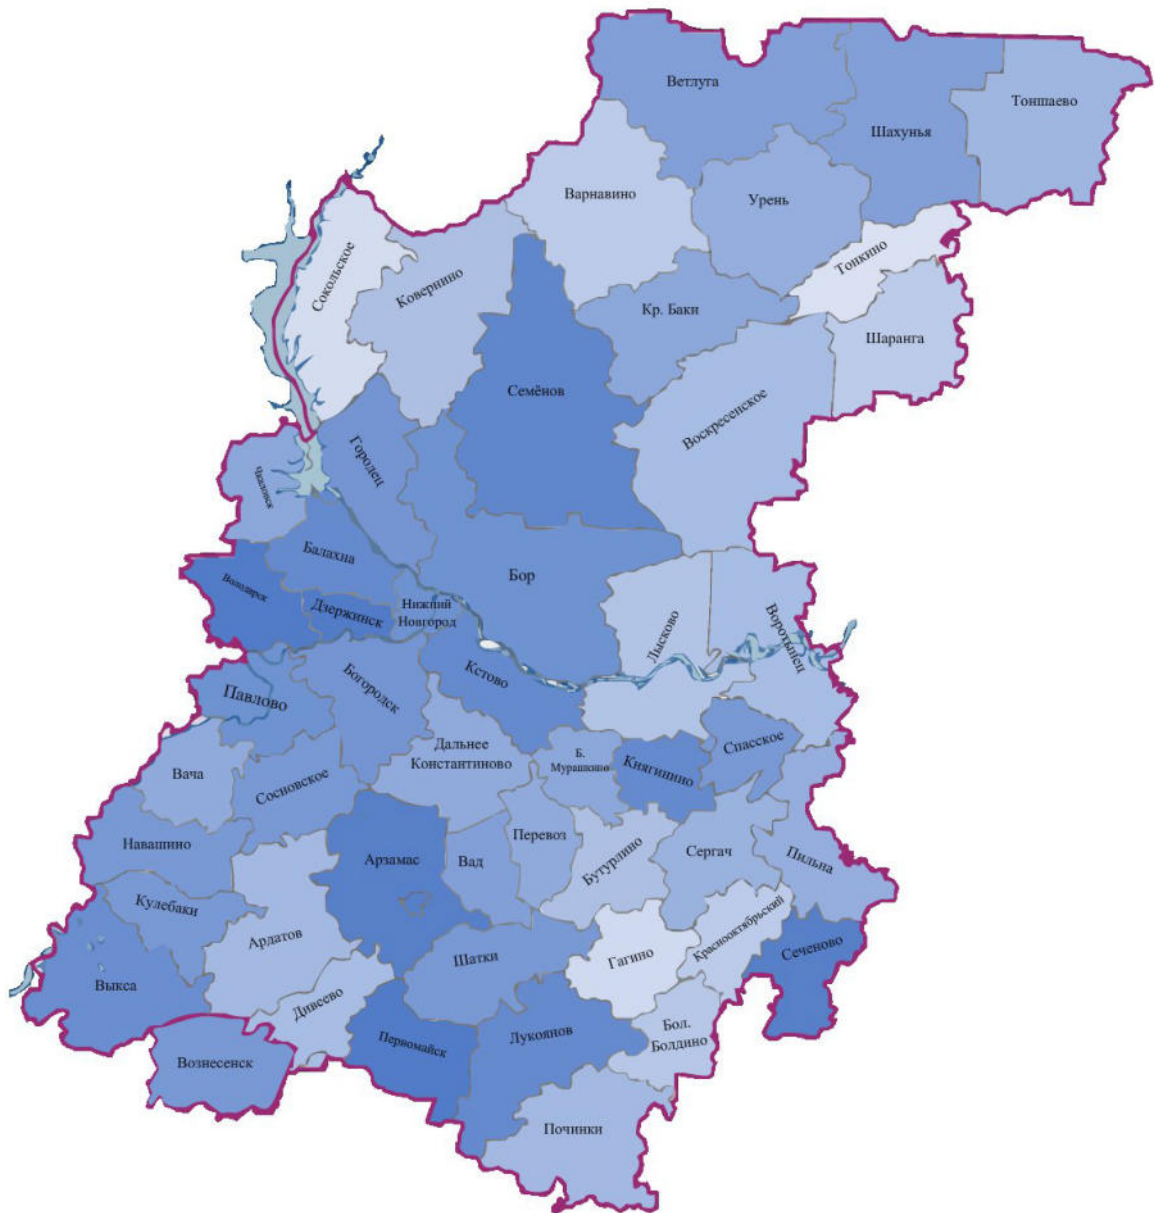 Ветлуга
Тоншаево
Шахунья
Варнавино
Урень
Тонкино
Сокольское
Ковернино
Кр. Баки
Шаранга
Семёнов
Воскресенское
Городец
Чкаловск
Балахна
Бор
Володарск
Дзержинск
Нижний
Новгород
Лысково
Воротынец
Кстово
Богородск
Павлово
Спасское
Дальнее
Константиново
Б.
Мурашкино
Княгинино
Вача
Сосновское
Навашино
Перевоз
Арзамас
Вад
Бутурлино
Сергач
Пильна
Кулебаки
Ардатов
Краснооктябрьский
Сеченово
Гагино
Шатки
Выкса
Дивеево
Бол.
Болдино
Лукоянов
Первомайск
Вознесенск
Починки